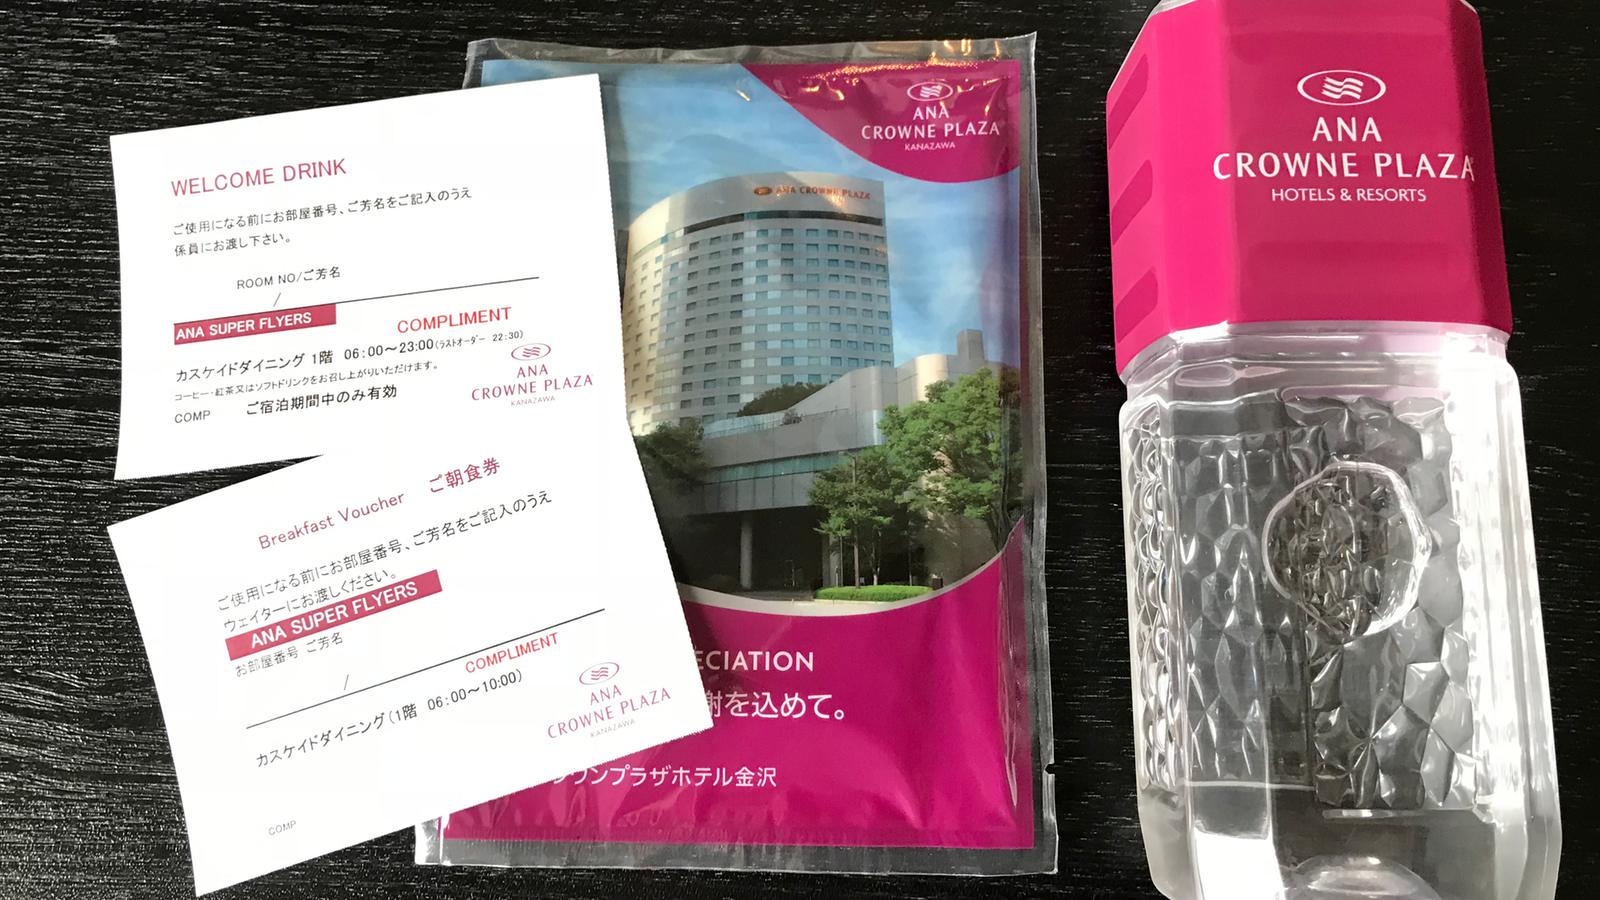 WELCOME DRINK
ご使用になる前にお部屋番号、ご芳名をご記入のうえ
係員にお渡し下さい。
ROOM NO/ご芳名
/
ANA SUPER FLYERS
COMPLIMENT
カスケイドダイニング 1階 06:00～23:00(ラストオーダー 22:30)
コーヒー・紅茶又はソフトドリンクをお召し上がりいただけます。
COMP ご宿泊期間中のみ有効
ANA
CROWNE PLAZA
KANAZAWA
Breakfast Voucher ご朝食券
ご使用になる前にお部屋番号、ご芳名をご記入のうえ
ウェイターにお渡しください。
ANA SUPER FLYERS
お部屋番号 ご芳名
/
COMPLIMENT
カスケイドダイニング(1階 06:00～10:00)
ANA
CROWNE PLAZA
KANAZAWA
COMP
ANA
CROWNE PLAZA
KANAZAWA
ANA CROWNE PLAZA
ECIATION
謝を込めて。
ウンプラザホテル金沢
ANA
CROWNE PLAZA
HOTELS & RESORTS